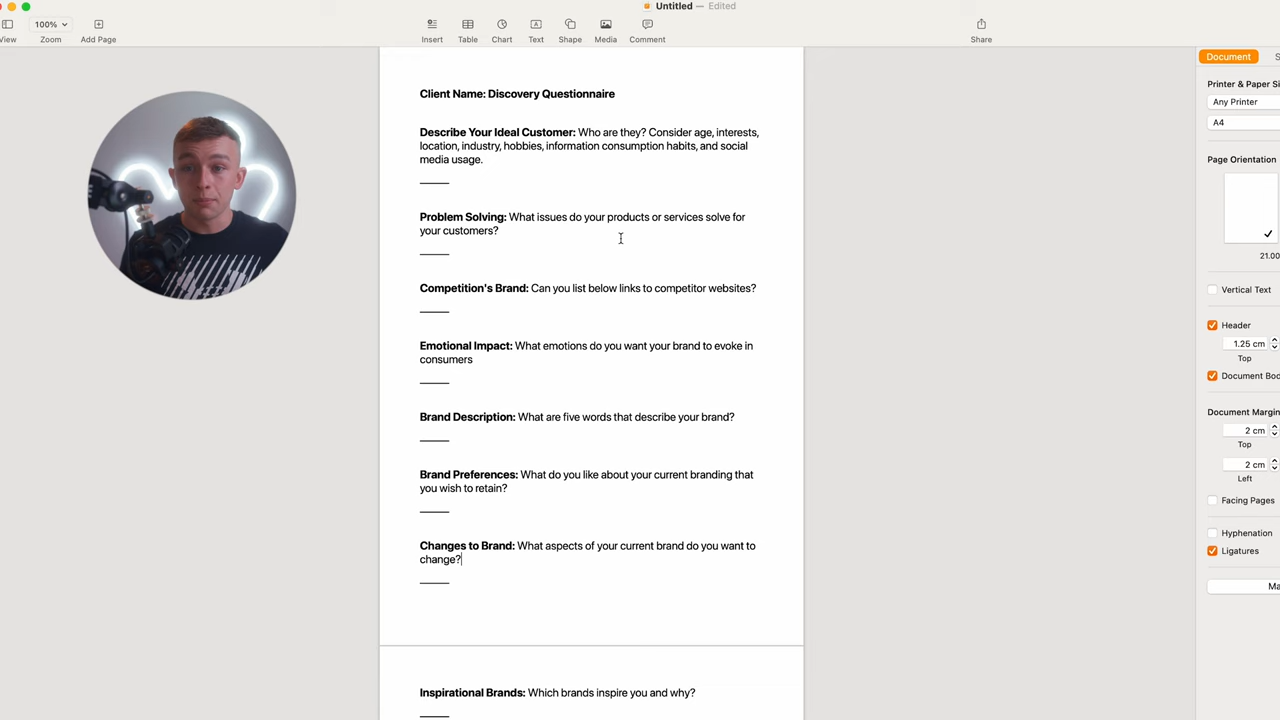 Untitled — Edited
100%
View
Zoom
Add Page
Insert
Table
Chart
Text
Shape
Media
Comment
Share
Client Name: Discovery Questionnaire
Describe Your Ideal Customer: Who are they? Consider age, interests,
location, industry, hobbies, information consumption habits, and social
media usage.
Problem Solving: What issues do your products or services solve for
your customers?
Competition's Brand: Can you list below links to competitor websites?
Emotional Impact: What emotions do you want your brand to evoke in
consumers
Brand Description: What are five words that describe your brand?
Brand Preferences: What do you like about your current branding that
you wish to retain?
Changes to Brand: What aspects of your current brand do you want to
change?
Inspirational Brands: Which brands inspire you and why?
Document
S
Printer & Paper Si
Any Printer
A4
Page Orientation
21.00
Vertical Text
Header
1.25 cm
Top
Document Bod
Document Margin
2 cm
Top
2 cm
Left
Facing Pages
Hyphenation
Ligatures
Ma